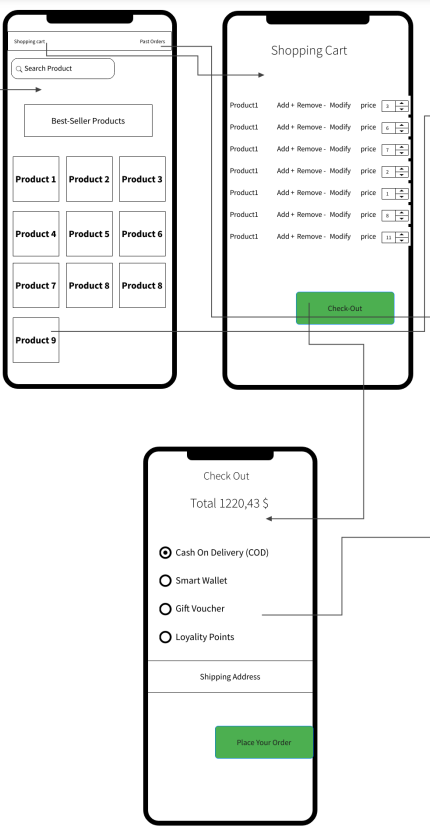 Shopping cart Past Orders
Search Product
Best-Seller Products
Product 1 Product 2 Product 3
Product 4 Product 5 Product 6
Product 7 Product 8 Product 8
Product 9
Shopping Cart
Product1 Add + Remove - Modify price 3
Product1 Add + Remove - Modify price 6
Product1 Add + Remove - Modify price 7
Product1 Add + Remove - Modify price 2
Product1 Add + Remove - Modify price 1
Product1 Add + Remove - Modify price 8
Product1 Add + Remove - Modify price 11
Check-Out
Check Out
Total 1220,43 $
Cash On Delivery (COD)
Smart Wallet
Gift Voucher
Loyality Points
Shipping Address
Place Your Order